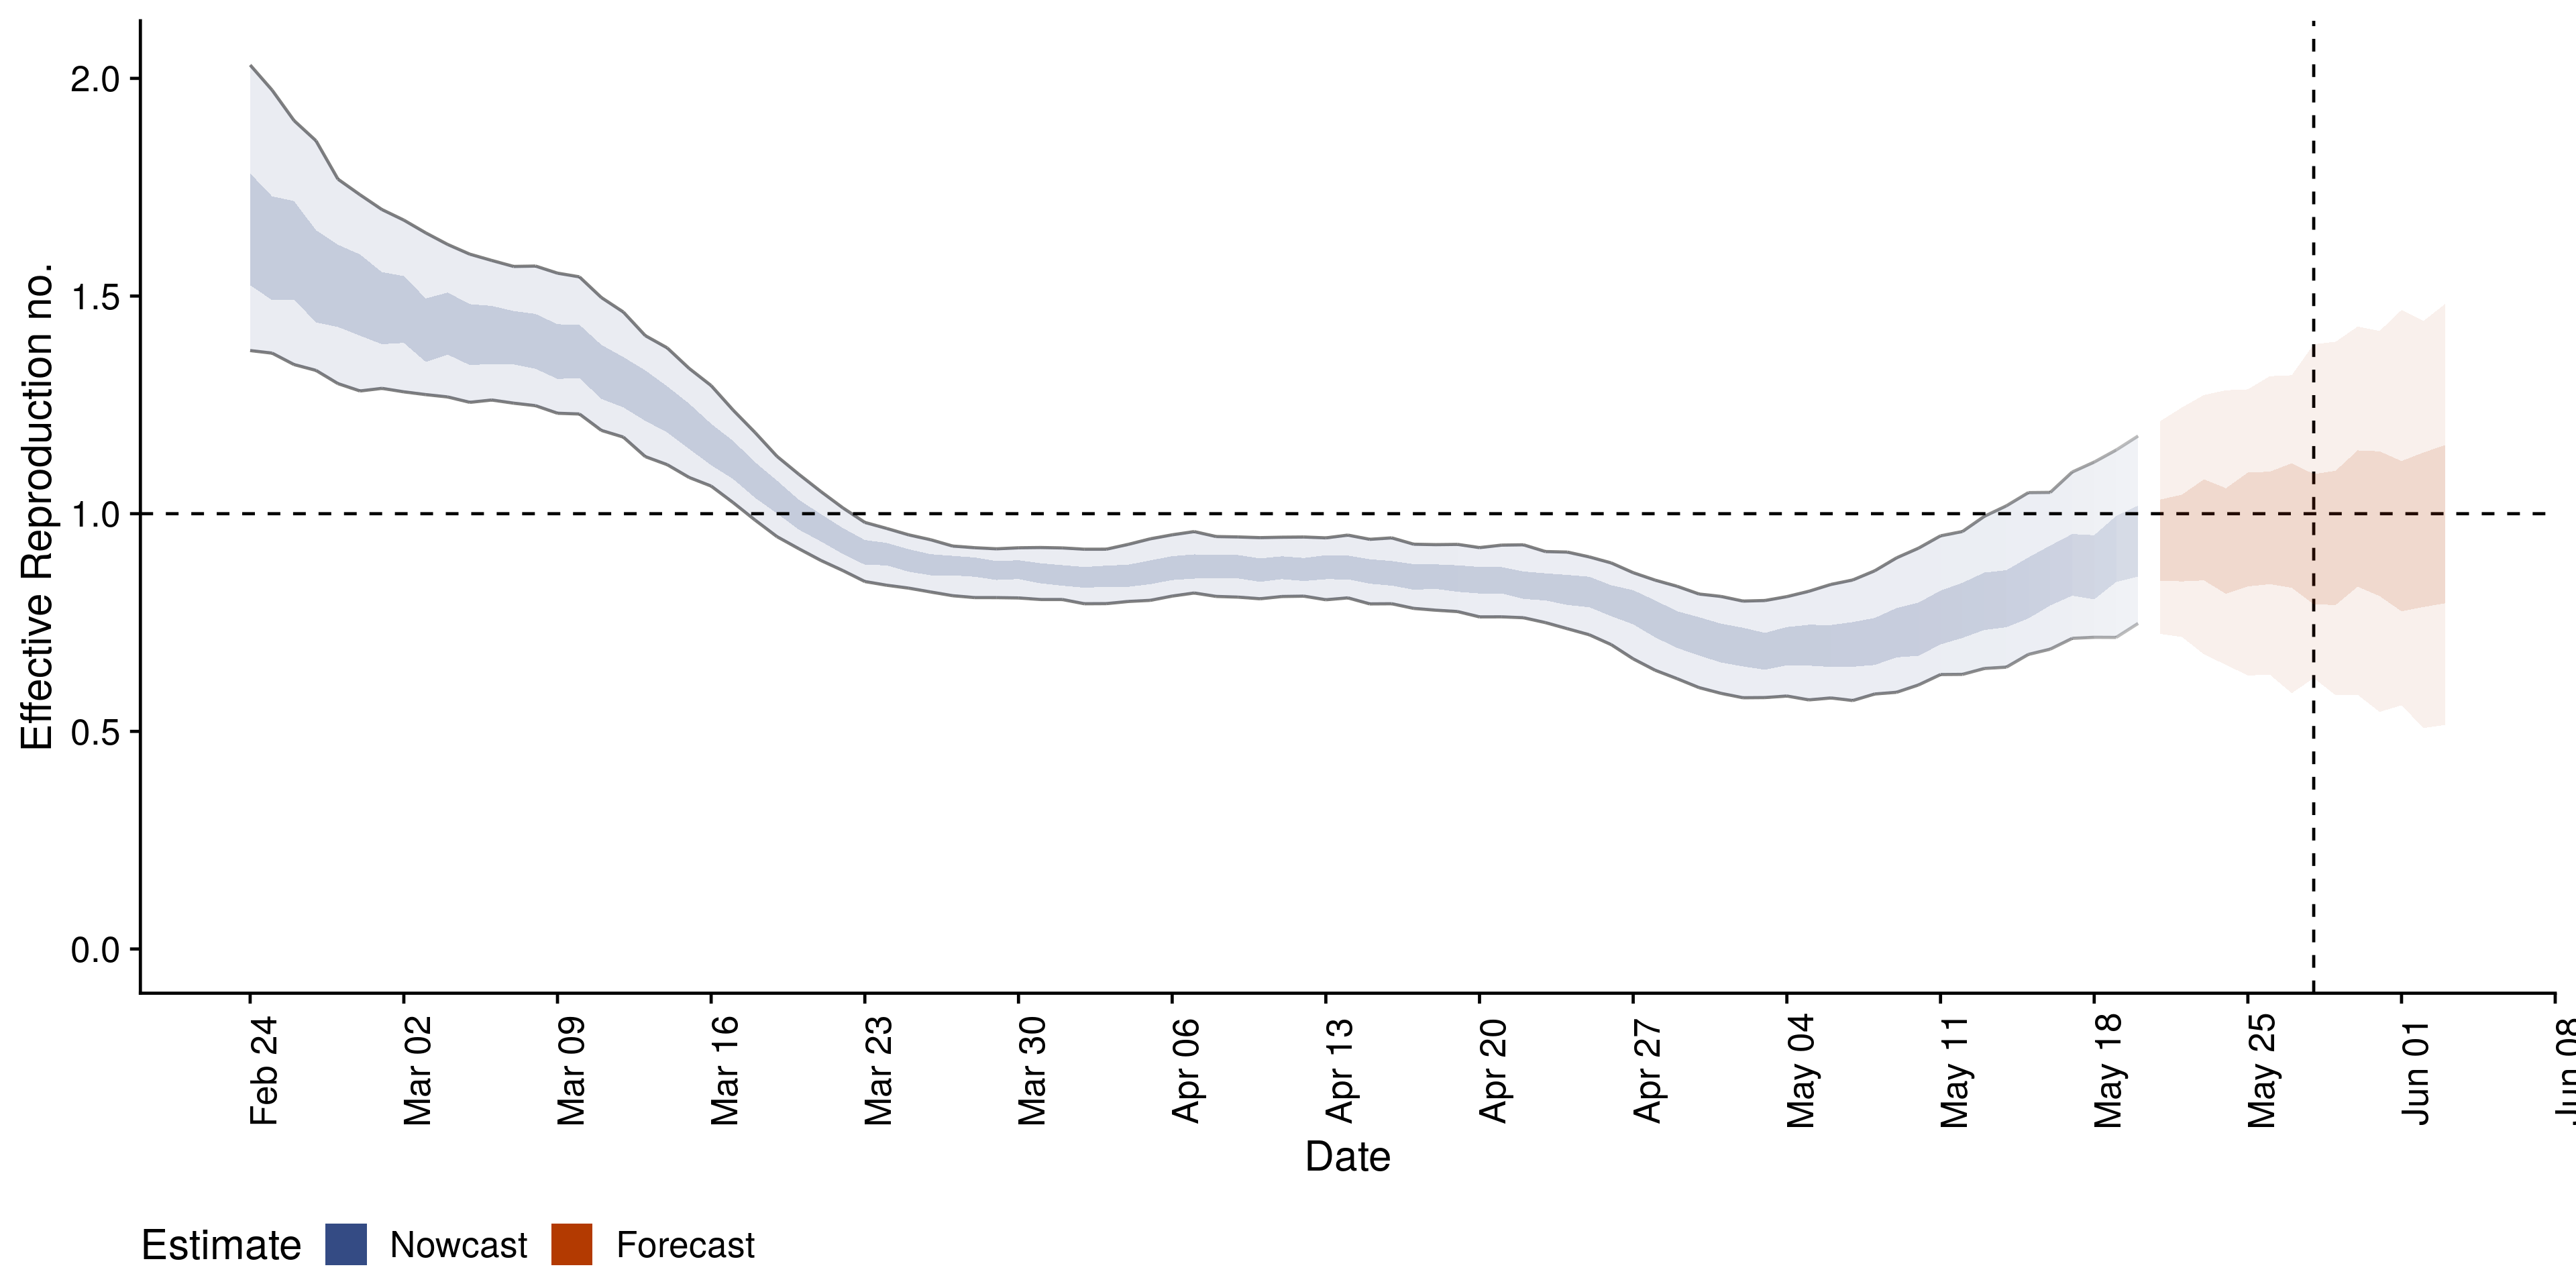 Effective Reproduction no.
2.0
1.5
1.0
0.5
0.0
Feb 24
Mar 02
Mar 09
Mar 16
Mar 23
Mar 30
Apr 06
Apr 13
Apr 20
Apr 27
May 04
May 11
May 18
May 25
Jun 01
Jun 08
Date
Estimate Nowcast Forecast